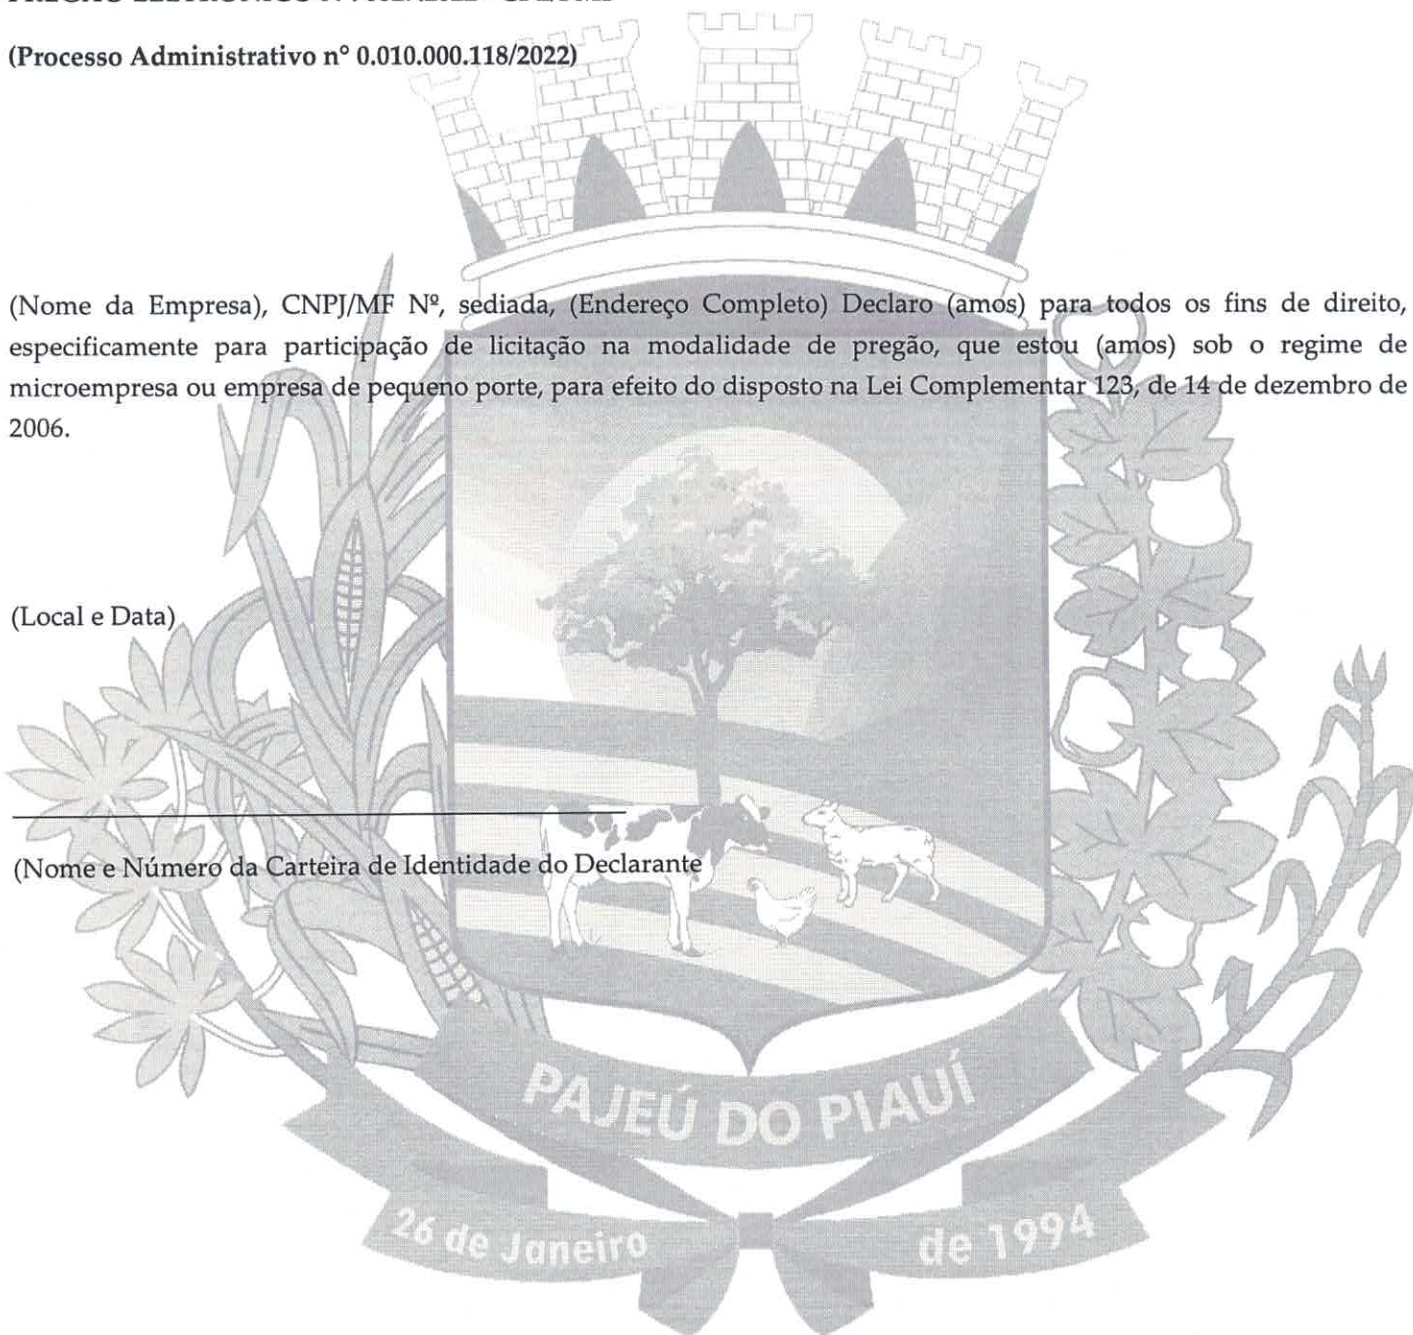 PREGÃO ELETRÔNICO
(Processo Administrativo nº 0.010.000.118/2022)
(Nome da Empresa), CNPJ/MF Nº, sediada, (Endereço Completo) Declaro (amos) para todos os fins de direito,
especificamente para participação de licitação na modalidade de pregão, que estou (amos) sob o regime de
microempresa ou empresa de pequeno porte, para efeito do disposto na Lei Complementar 123, de 14 de dezembro de
2006.
(Local e Data)
(Nome e Número da Carteira de Identidade do Declarante
PAJEÚ DO PIAUÍ
26 de Janeiro
de 1994